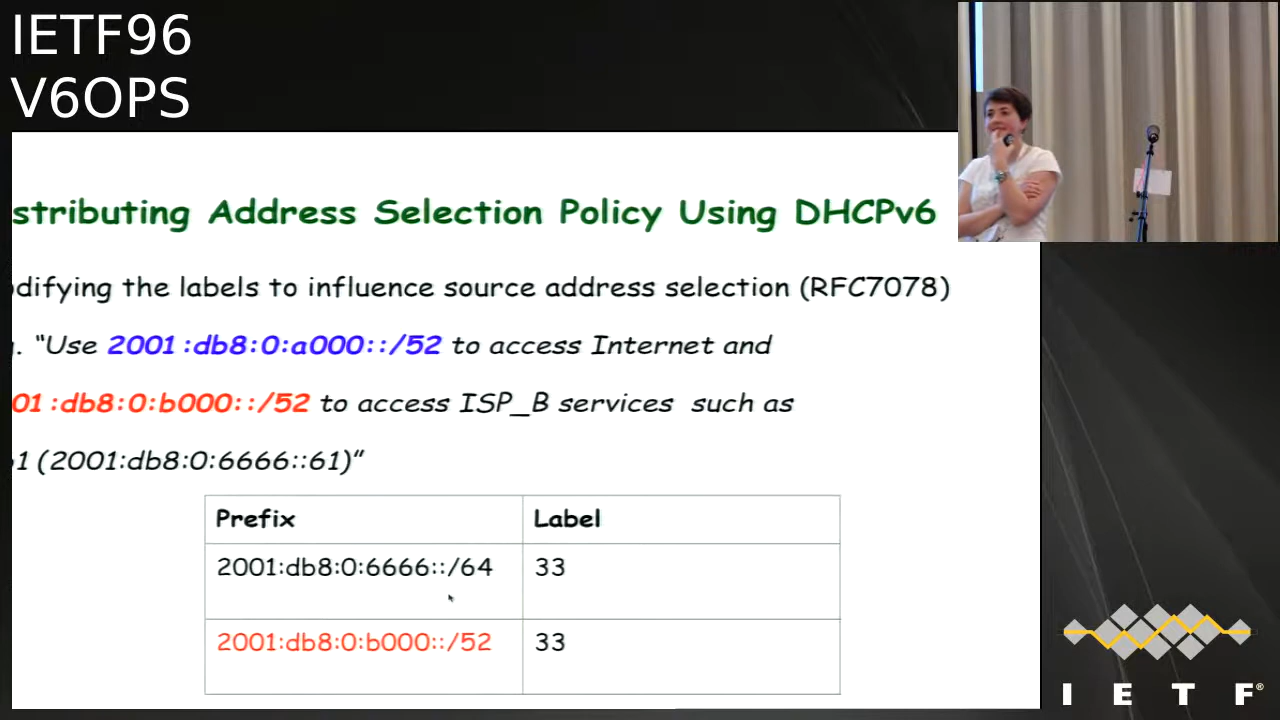 IETF96
V6OPS
stributing Address Selection Policy Using DHCPv6
difying the labels to influence source address selection (RFC7078)
. “Use 2001:db8:0:a000::/52 to access Internet and
01:db8:0:b000::/52 to access ISP_B services such as
1 (2001:db8:0:6666::61)”
Prefix Label
2001:db8:0:6666::/64 33
2001:db8:0:b000::/52 33
I E T F®